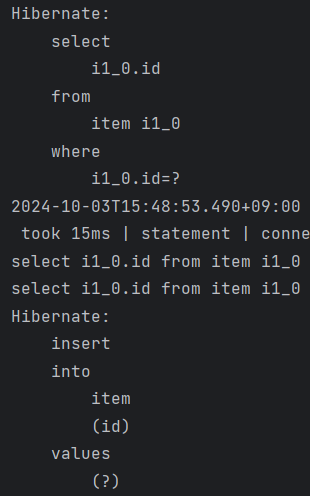 Hibernate:
    select
        i1_0.id
    from
        item i1_0
    where
        i1_0.id=?
2024-10-03T15:48:53.490+09:00
 took 15ms | statement | conne
select i1_0.id from item i1_0
select i1_0.id from item i1_0
Hibernate:
    insert
    into
        item
        (id)
    values
        (?)